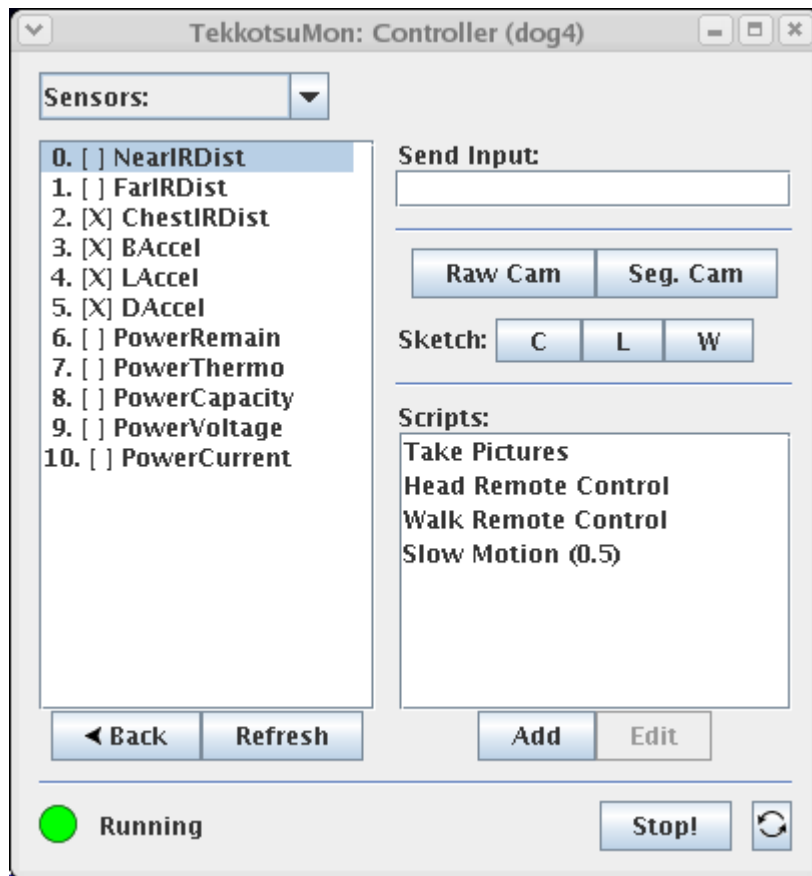 TekkotsuMon: Controller (dog4)
Sensors:
0. [ ] NearIRDist
1. [ ] FarIRDist
2. [X] ChestIRDist
3. [X] BAccel
4. [X] LAccel
5. [X] DAccel
6. [ ] PowerRemain
7. [ ] PowerThermo
8. [ ] PowerCapacity
9. [ ] PowerVoltage
10. [ ] PowerCurrent
Back Refresh
Send Input:
Raw Cam Seg. Cam
Sketch: C L W
Scripts:
Take Pictures
Head Remote Control
Walk Remote Control
Slow Motion (0.5)
Add Edit
Running Stop!